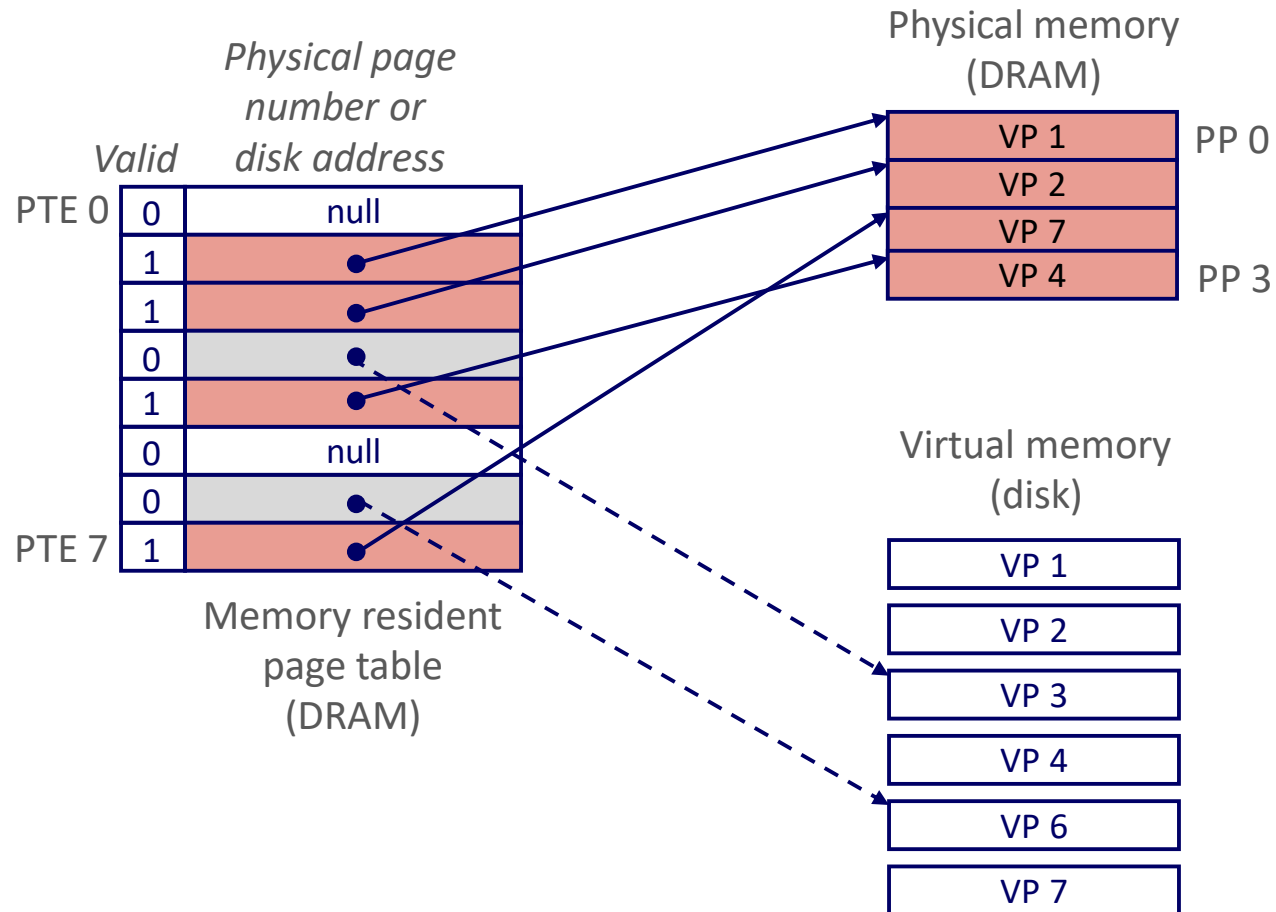 Physical page
number or
disk address
Valid
PTE 0
0
null
1
1
0
1
0
null
0
PTE 7
1
Memory resident
page table
(DRAM)
Physical memory
(DRAM)
VP 1
PP 0
VP 2
VP 7
VP 4
PP 3
Virtual memory
(disk)
VP 1
VP 2
VP 3
VP 4
VP 6
VP 7